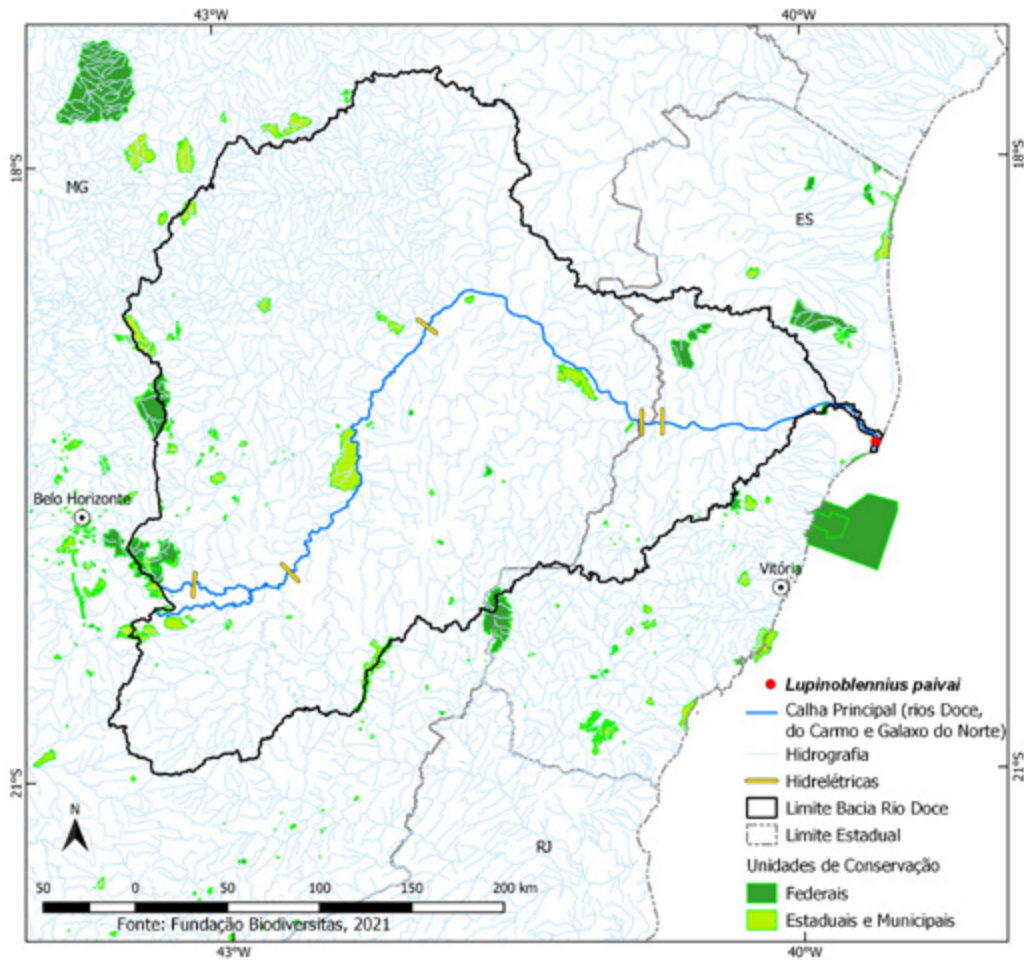 43°W
40°W
18°S
18°S
MG
ES
Belo Horizonte
Vitória
Lupinoblennius paivai
Calha Principal (rios Doce,
do Carmo e Galaxo do Norte)
Hidrografia
Hidrelétricas
Limite Bacia Rio Doce
Limite Estadual
Unidades de Conservação
Federais
Estaduais e Municipais
21°S
21°S
N
RJ
50 0 50 100 150 200 km
Fonte: Fundação Biodiversitas, 2021
43°W
40°W